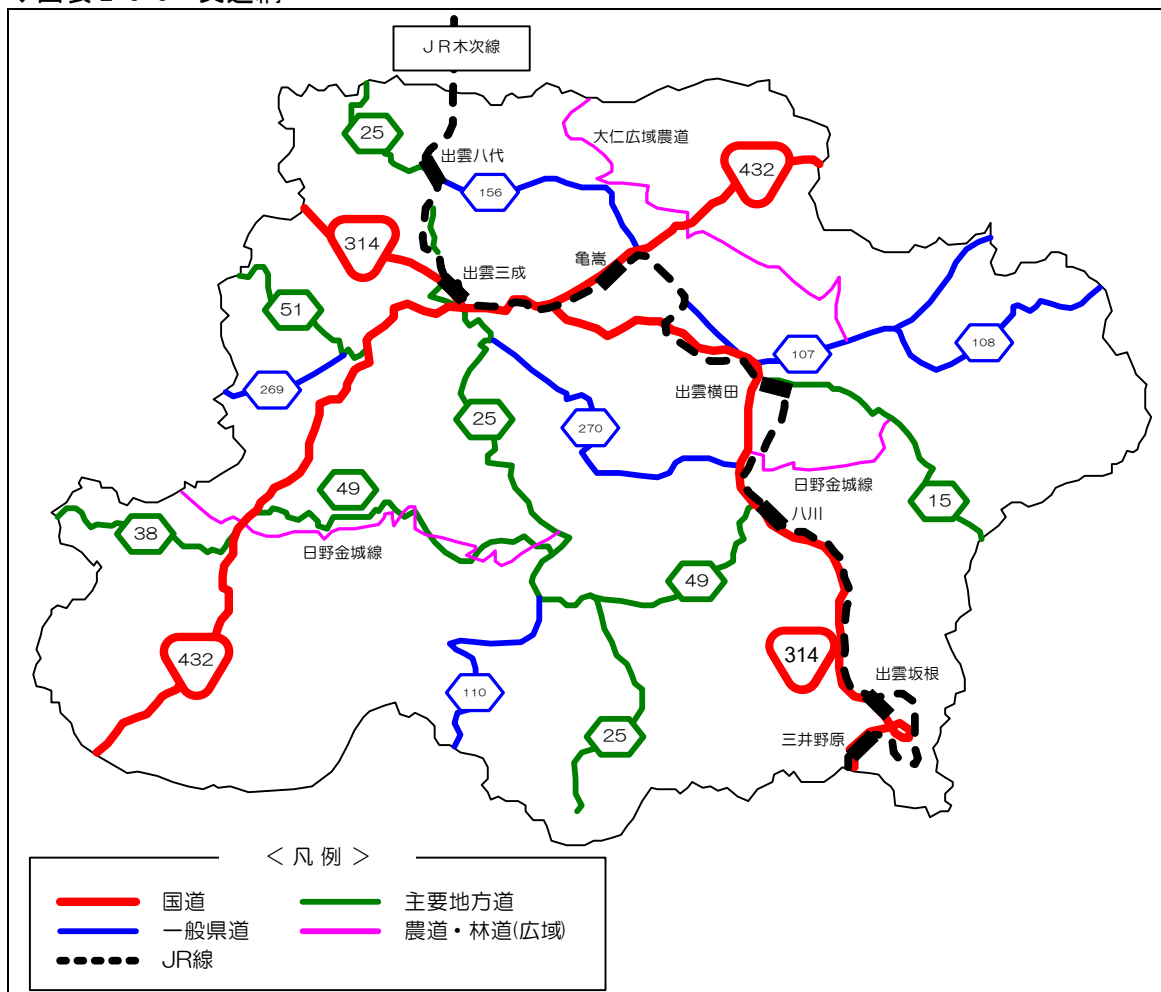 JR木次線
25
出雲八代
大仁広域農道
432
156
314
亀嵩
出雲三成
51
107
108
269
出雲横田
25
270
49
日野金城線
15
38
八川
日野金城線
49
432
314
出雲坂根
110
25
三井野原
<凡例>
国道
主要地方道
一般県道
農道・林道(広域)
JR線